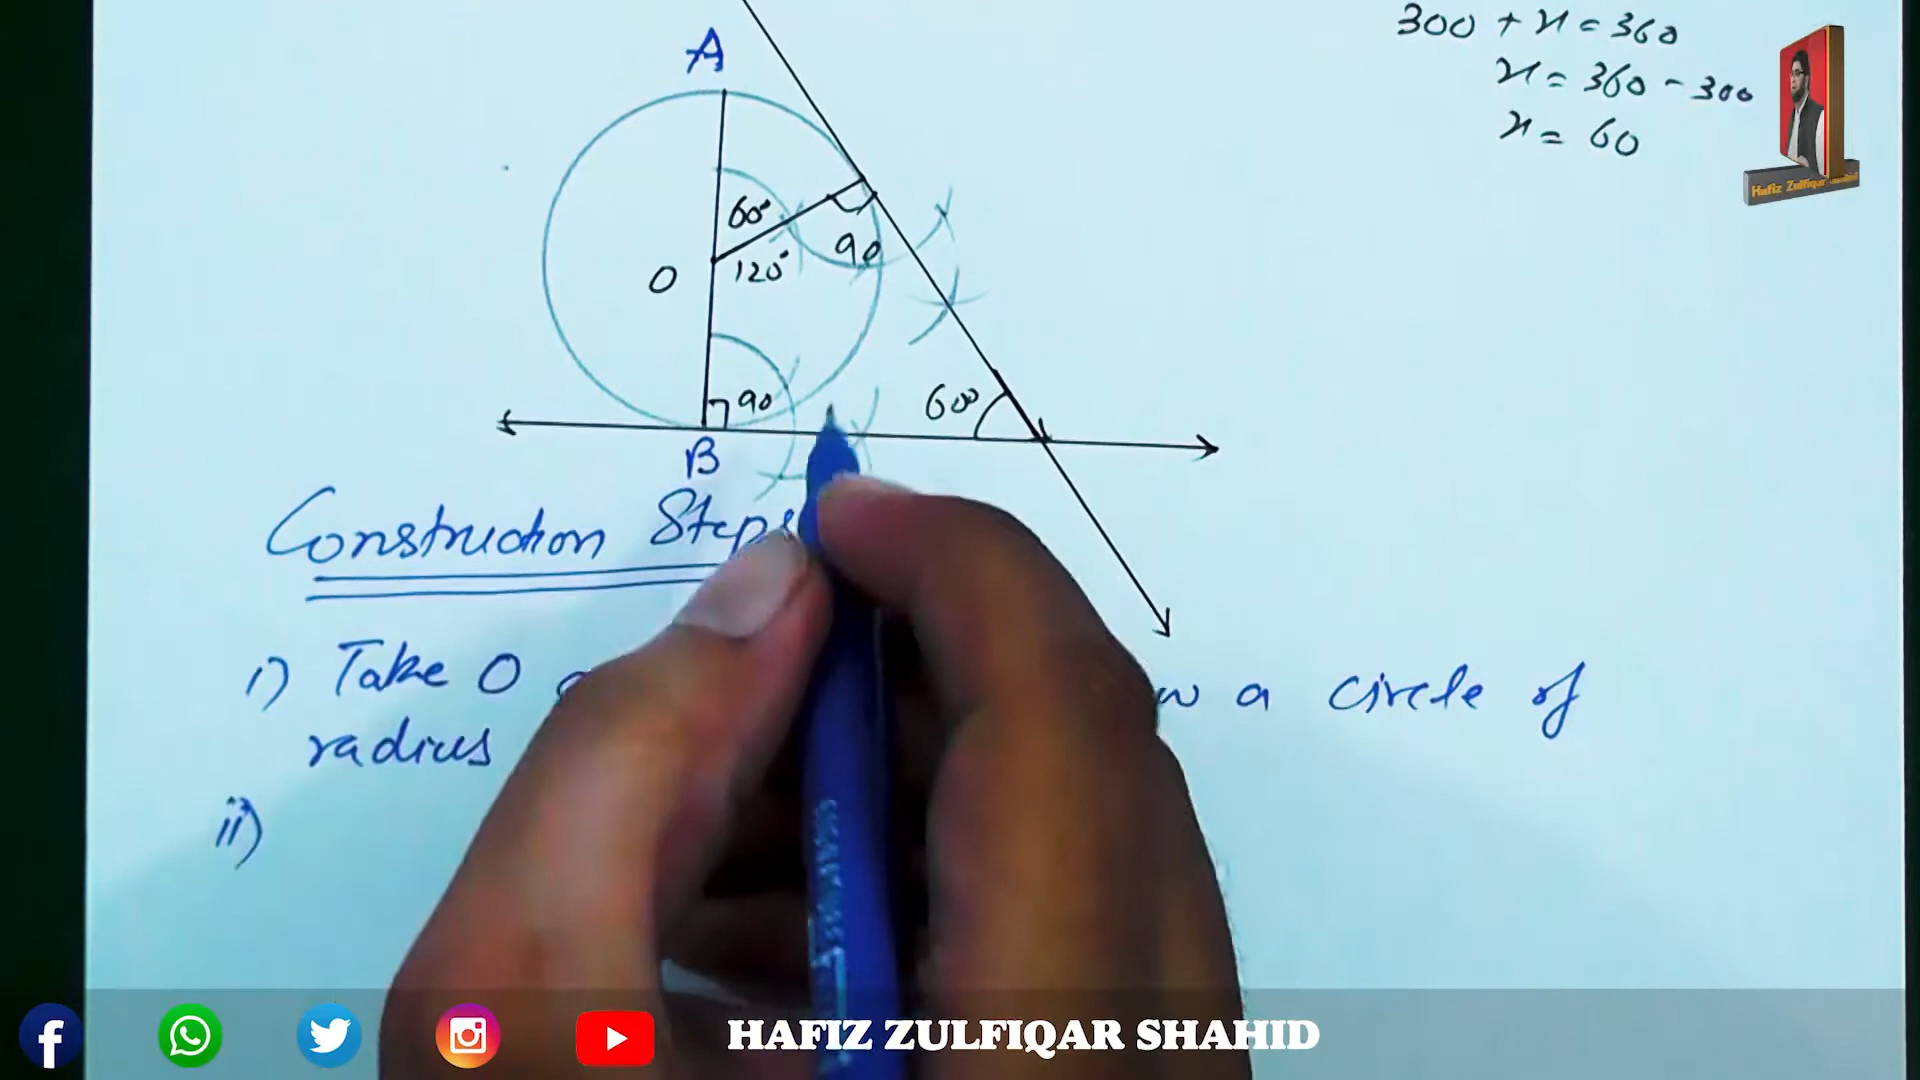 300 + x = 360
x = 360 - 300
x = 60
Hafiz Zulfiqar Shahid
A
60°
90
O
120°
60°
90
B
Construction Steps
i) Take O
a circle of
radius
ii)
HAFIZ ZULFIQAR SHAHID